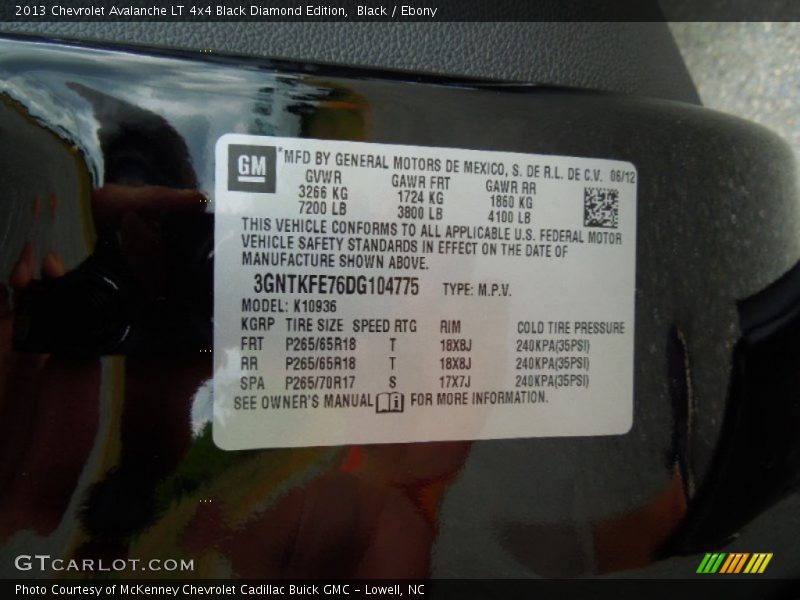 2013 Chevrolet Avalanche LT 4x4 Black Diamond Edition, Black / Ebony
GM *MFD BY GENERAL MOTORS DE MEXICO, S. DE R.L. DE C.V. 06/12
GVWR GAWR FRT GAWR RR
3266 KG 1724 KG 1860 KG
7200 LB 3800 LB 4100 LB
THIS VEHICLE CONFORMS TO ALL APPLICABLE U.S. FEDERAL MOTOR
VEHICLE SAFETY STANDARDS IN EFFECT ON THE DATE OF
MANUFACTURE SHOWN ABOVE.
3GNTKFE76DG104775 TYPE: M.P.V.
MODEL: K10936
KGRP TIRE SIZE SPEED RTG RIM COLD TIRE PRESSURE
FRT P265/65R18 T 18X8J 240KPA(35PSI)
RR P265/65R18 T 18X8J 240KPA(35PSI)
SPA P265/70R17 S 17X7J 240KPA(35PSI)
SEE OWNER'S MANUAL i FOR MORE INFORMATION.
GTCARLOT.COM
Photo Courtesy of McKenney Chevrolet Cadillac Buick GMC - Lowell, NC